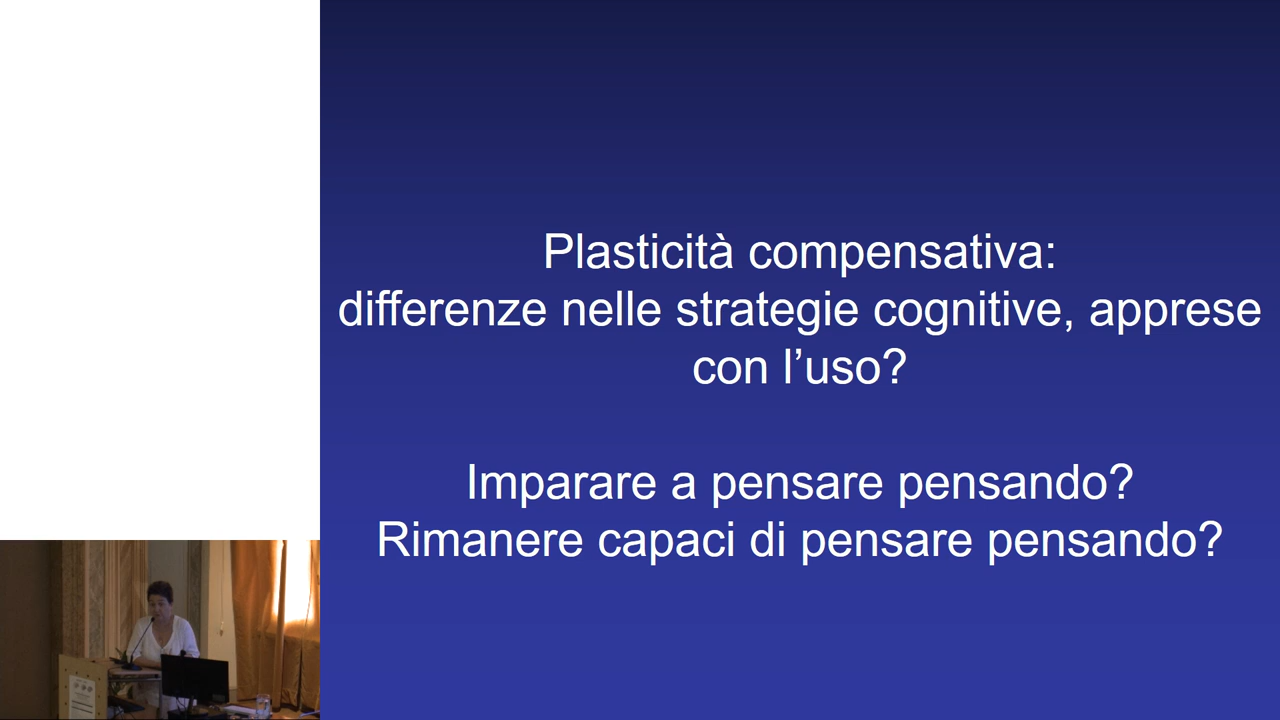 Plasticità compensativa:
differenze nelle strategie cognitive, apprese
con l’uso?
Imparare a pensare pensando?
Rimanere capaci di pensare pensando?